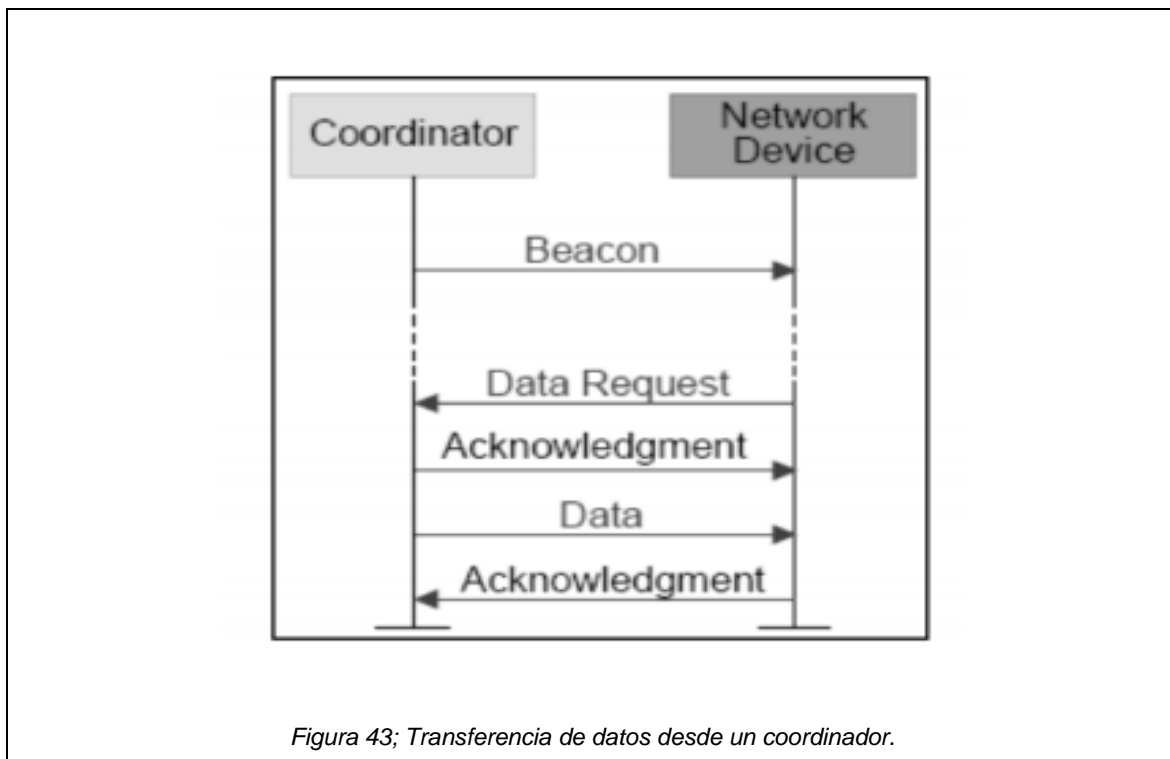 Coordinator
Network
Device
Beacon
Data Request
Acknowledgment
Data
Acknowledgment
Figura 43; Transferencia de datos desde un coordinador.